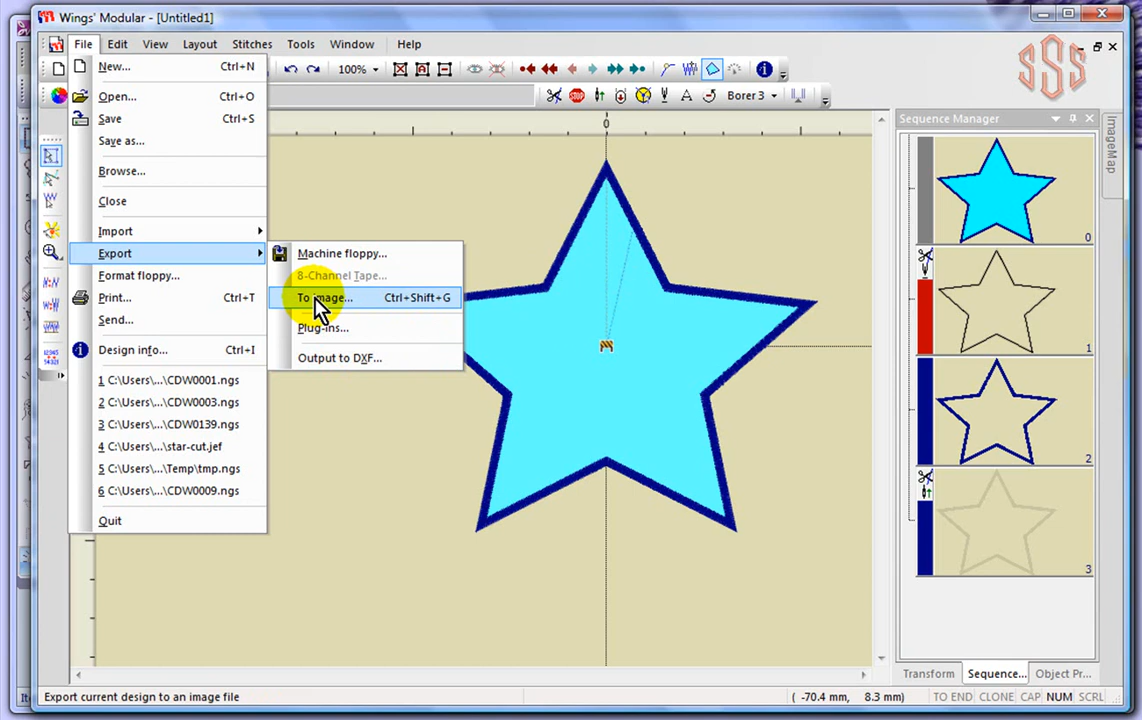 Wings' Modular - [Untitled1]
File Edit View Layout Stitches Tools Window Help
SSS
New... Ctrl+N
100%
Open... Ctrl+O
Borer 3
Save Ctrl+S
Save as...
Browse...
Close
Import
Export
Format floppy...
Print... Ctrl+T
Send...
Design info... Ctrl+I
1 C:\Users\...\CDW0001.ngs
2 C:\Users\...\CDW0003.ngs
3 C:\Users\...\CDW0139.ngs
4 C:\Users\...\star-cut.jef
5 C:\Users\...\Temp\tmp.ngs
6 C:\Users\...\CDW0009.ngs
Quit
Machine floppy...
8-Channel Tape...
To image... Ctrl+Shift+G
Plug-ins...
Output to DXF...
0
Sequence Manager
ImageMap
0
1
2
3
Transform Sequence... Object Pr...
Export current design to an image file
( -70.4 mm, 8.3 mm) TO END CLONE CAP NUM SCRL